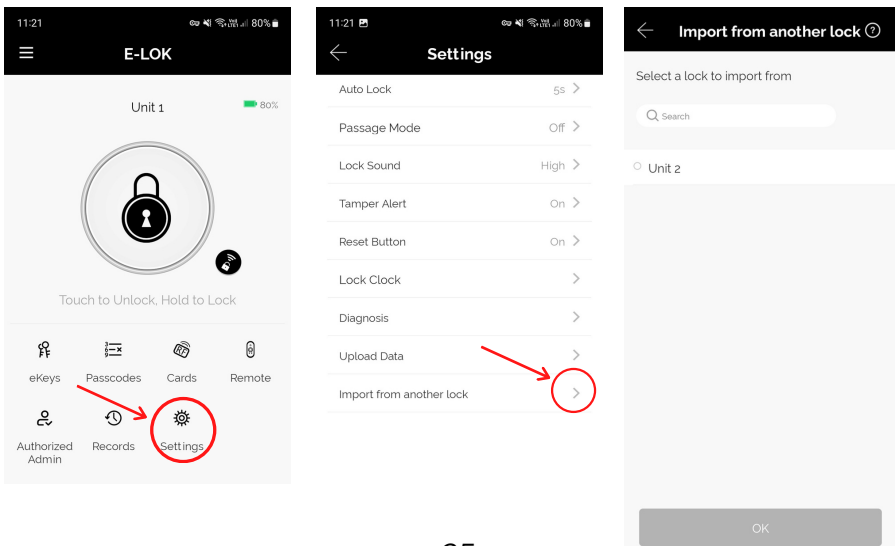 11:21
80%
E-LOK
Unit 1
80%
Touch to Unlock, Hold to Lock
eKeys
Passcodes
Cards
Remote
Authorized
Admin
Records
Settings
11:21
80%
Settings
Auto Lock 5s
Passage Mode Off
Lock Sound High
Tamper Alert On
Reset Button On
Lock Clock
Diagnosis
Upload Data
Import from another lock
Import from another lock
Select a lock to import from
Search
Unit 2
OK